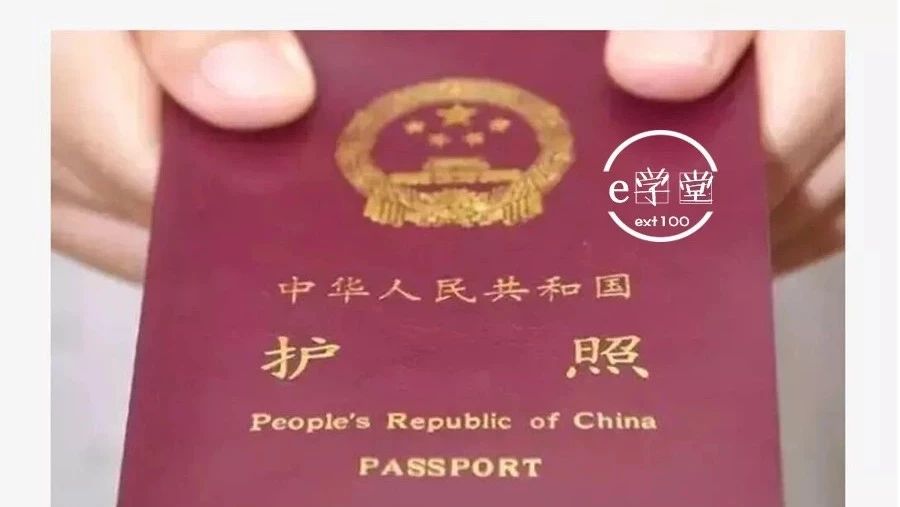 e学堂
ext100
中华人民共和国
护 照
People's Republic of China
PASSPORT